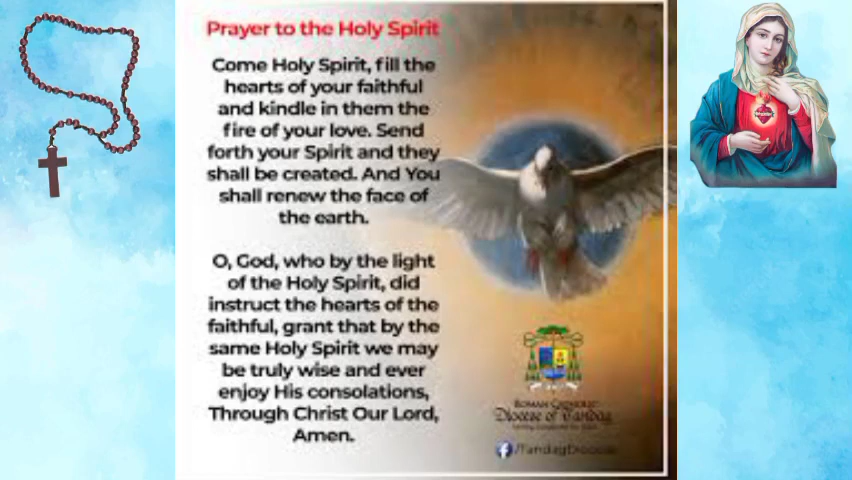 Prayer to the Holy Spirit
Come Holy Spirit, fill the
hearts of your faithful
and kindle in them the
fire of your love. Send
forth your Spirit and they
shall be created. And You
shall renew the face of
the earth.
O, God, who by the light
of the Holy Spirit, did
instruct the hearts of the
faithful, grant that by the
same Holy Spirit we may
be truly wise and ever
enjoy His consolations,
Through Christ Our Lord,
Amen.
ROMAN CATHOLIC
Diocese of Tandag
/TandagDiocese